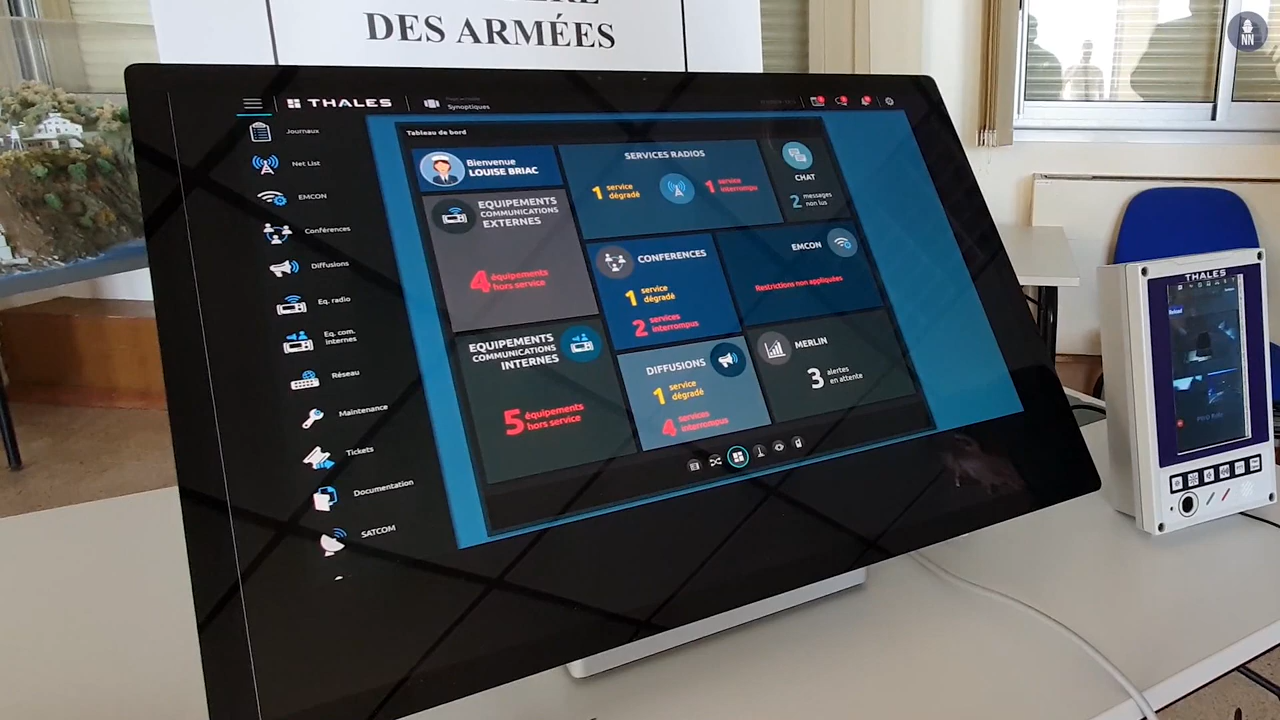 DES ARMÉES
NN
THALES
Synoptiques
Journaux
Net List
EMCON
Conférences
Diffusions
Eq. radio
Eq. com.
internes
Réseau
Maintenance
Tickets
Documentation
SATCOM
Tableau de bord
Bienvenue
LOUISE BRIAC
SERVICES RADIOS
1 service
dégradé
1 service
interrompu
CHAT
2 messages
non lus
EQUIPEMENTS
COMMUNICATIONS
EXTERNES
4 équipements
hors service
CONFERENCES
1 service
dégradé
2 services
interrompus
EMCON
Restrictions non appliquées
EQUIPEMENTS
COMMUNICATIONS
INTERNES
5 équipements
hors service
DIFFUSIONS
1 service
dégradé
4 services
interrompus
MERLIN
3 alertes
en attente
THALES